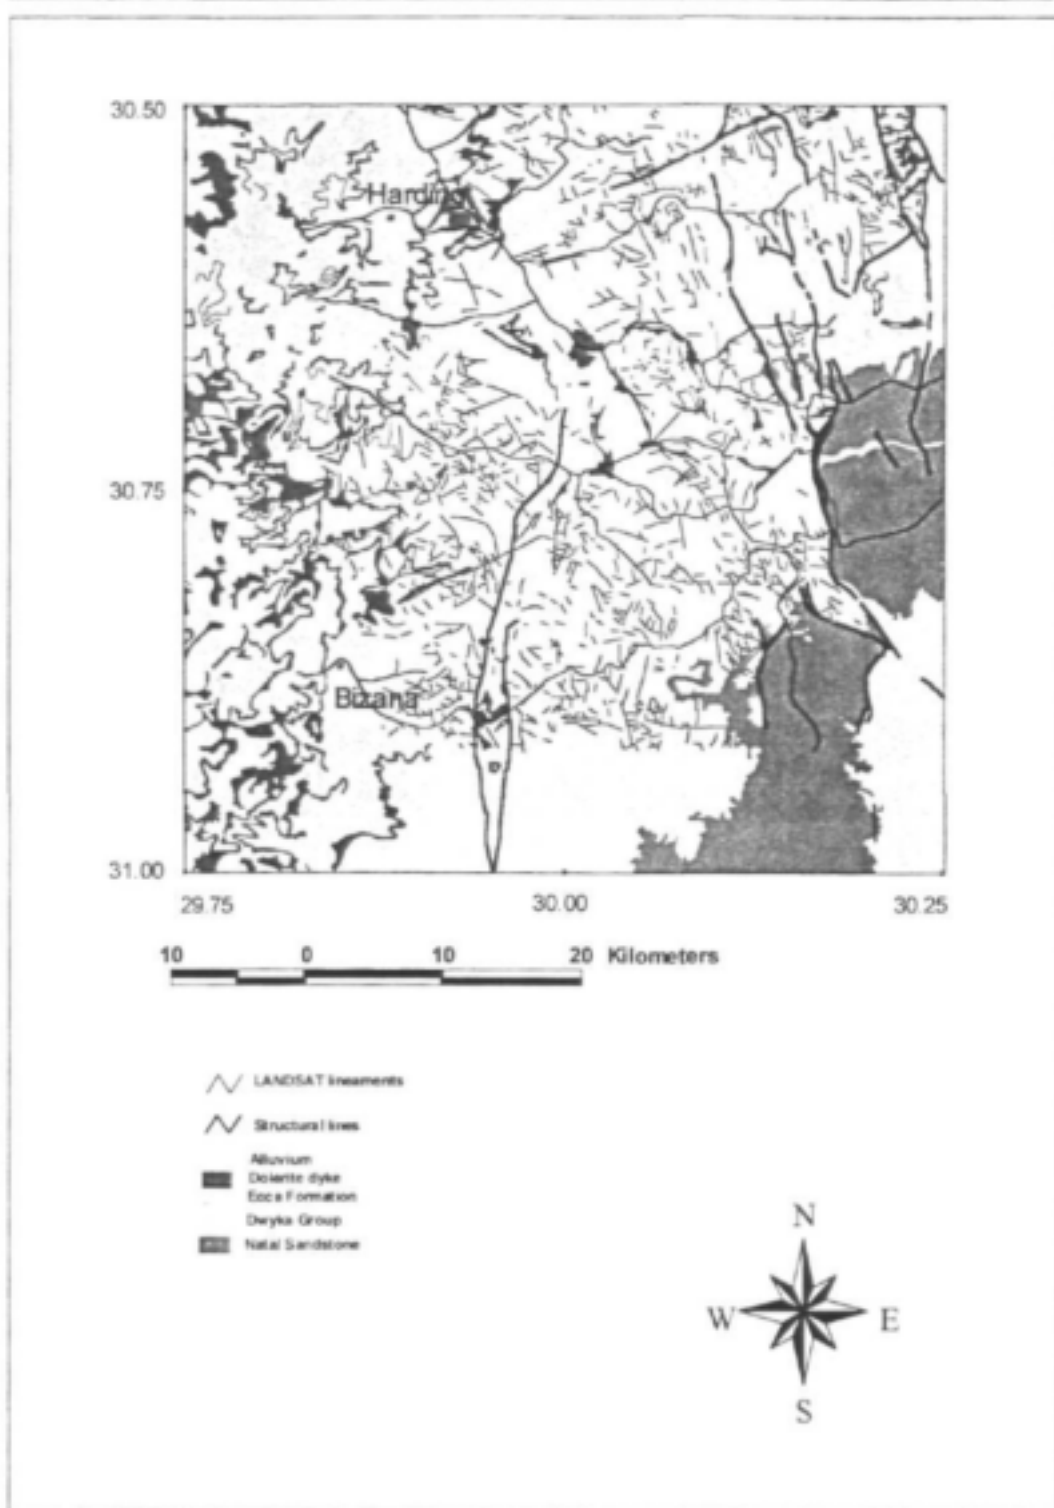 30.50
Harding
30.75
Bizana
31.00
29.75 30.00 30.25
10 0 10 20 Kilometers
LANDSAT lineaments
Structural lines
Alluvium
Dolerite dyke
Ecca Formation
Dwyka Group
Natal Sandstone
N
W E
S